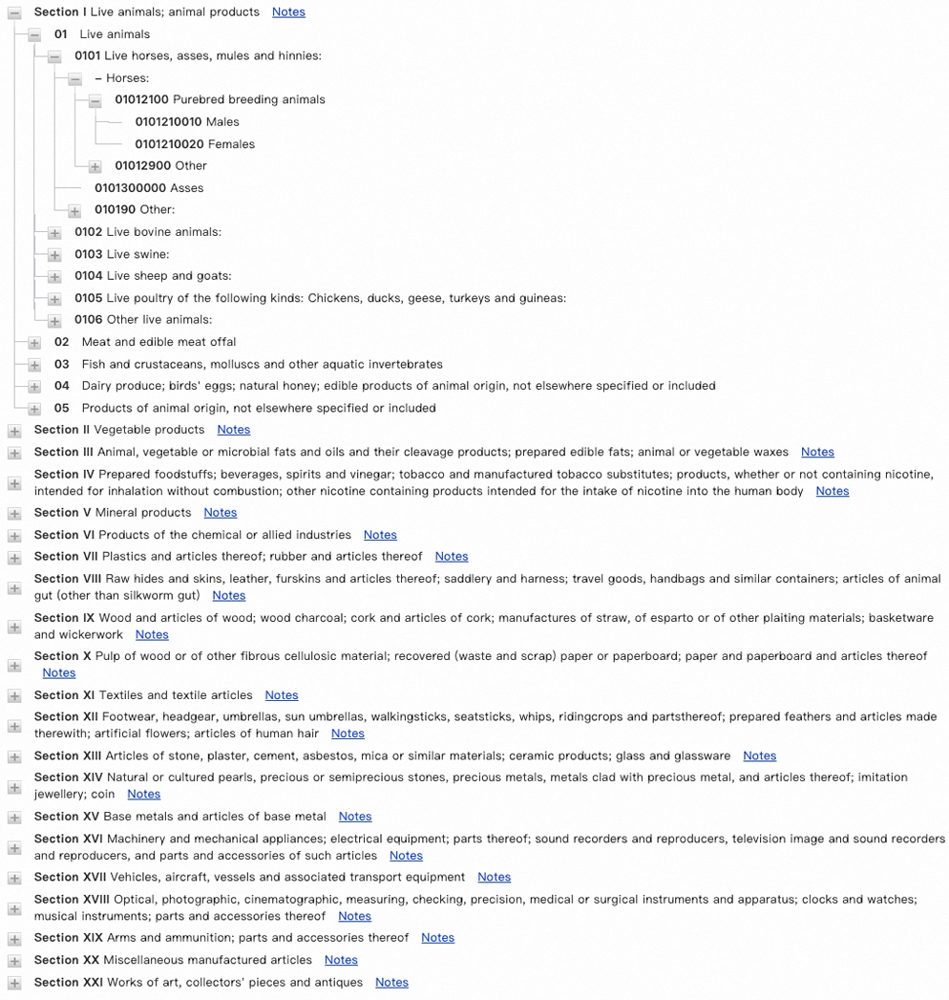 Section I Live animals; animal products Notes
01 Live animals
0101 Live horses, asses, mules and hinnies:
– Horses:
01012100 Purebred breeding animals
0101210010 Males
0101210020 Females
01012900 Other
0101300000 Asses
010190 Other:
0102 Live bovine animals:
0103 Live swine:
0104 Live sheep and goats:
0105 Live poultry of the following kinds: Chickens, ducks, geese, turkeys and guineas:
0106 Other live animals:
02 Meat and edible meat offal
03 Fish and crustaceans, molluscs and other aquatic invertebrates
04 Dairy produce; birds' eggs; natural honey; edible products of animal origin, not elsewhere specified or included
05 Products of animal origin, not elsewhere specified or included
Section II Vegetable products Notes
Section III Animal, vegetable or microbial fats and oils and their cleavage products; prepared edible fats; animal or vegetable waxes Notes
Section IV Prepared foodstuffs; beverages, spirits and vinegar; tobacco and manufactured tobacco substitutes; products, whether or not containing nicotine,
intended for inhalation without combustion; other nicotine containing products intended for the intake of nicotine into the human body Notes
Section V Mineral products Notes
Section VI Products of the chemical or allied industries Notes
Section VII Plastics and articles thereof; rubber and articles thereof Notes
Section VIII Raw hides and skins, leather, furskins and articles thereof; saddlery and harness; travel goods, handbags and similar containers; articles of animal
gut (other than silkworm gut) Notes
Section IX Wood and articles of wood; wood charcoal; cork and articles of cork; manufactures of straw, of esparto or of other plaiting materials; basketware
and wickerwork Notes
Section X Pulp of wood or of other fibrous cellulosic material; recovered (waste and scrap) paper or paperboard; paper and paperboard and articles thereof
Notes
Section XI Textiles and textile articles Notes
Section XII Footwear, headgear, umbrellas, sun umbrellas, walkingsticks, seatsticks, whips, ridingcrops and partsthereof; prepared feathers and articles made
therewith; artificial flowers; articles of human hair Notes
Section XIII Articles of stone, plaster, cement, asbestos, mica or similar materials; ceramic products; glass and glassware Notes
Section XIV Natural or cultured pearls, precious or semiprecious stones, precious metals, metals clad with precious metal, and articles thereof; imitation
jewellery; coin Notes
Section XV Base metals and articles of base metal Notes
Section XVI Machinery and mechanical appliances; electrical equipment; parts thereof; sound recorders and reproducers, television image and sound recorders
and reproducers, and parts and accessories of such articles Notes
Section XVII Vehicles, aircraft, vessels and associated transport equipment Notes
Section XVIII Optical, photographic, cinematographic, measuring, checking, precision, medical or surgical instruments and apparatus; clocks and watches;
musical instruments; parts and accessories thereof Notes
Section XIX Arms and ammunition; parts and accessories thereof Notes
Section XX Miscellaneous manufactured articles Notes
Section XXI Works of art, collectors' pieces and antiques Notes